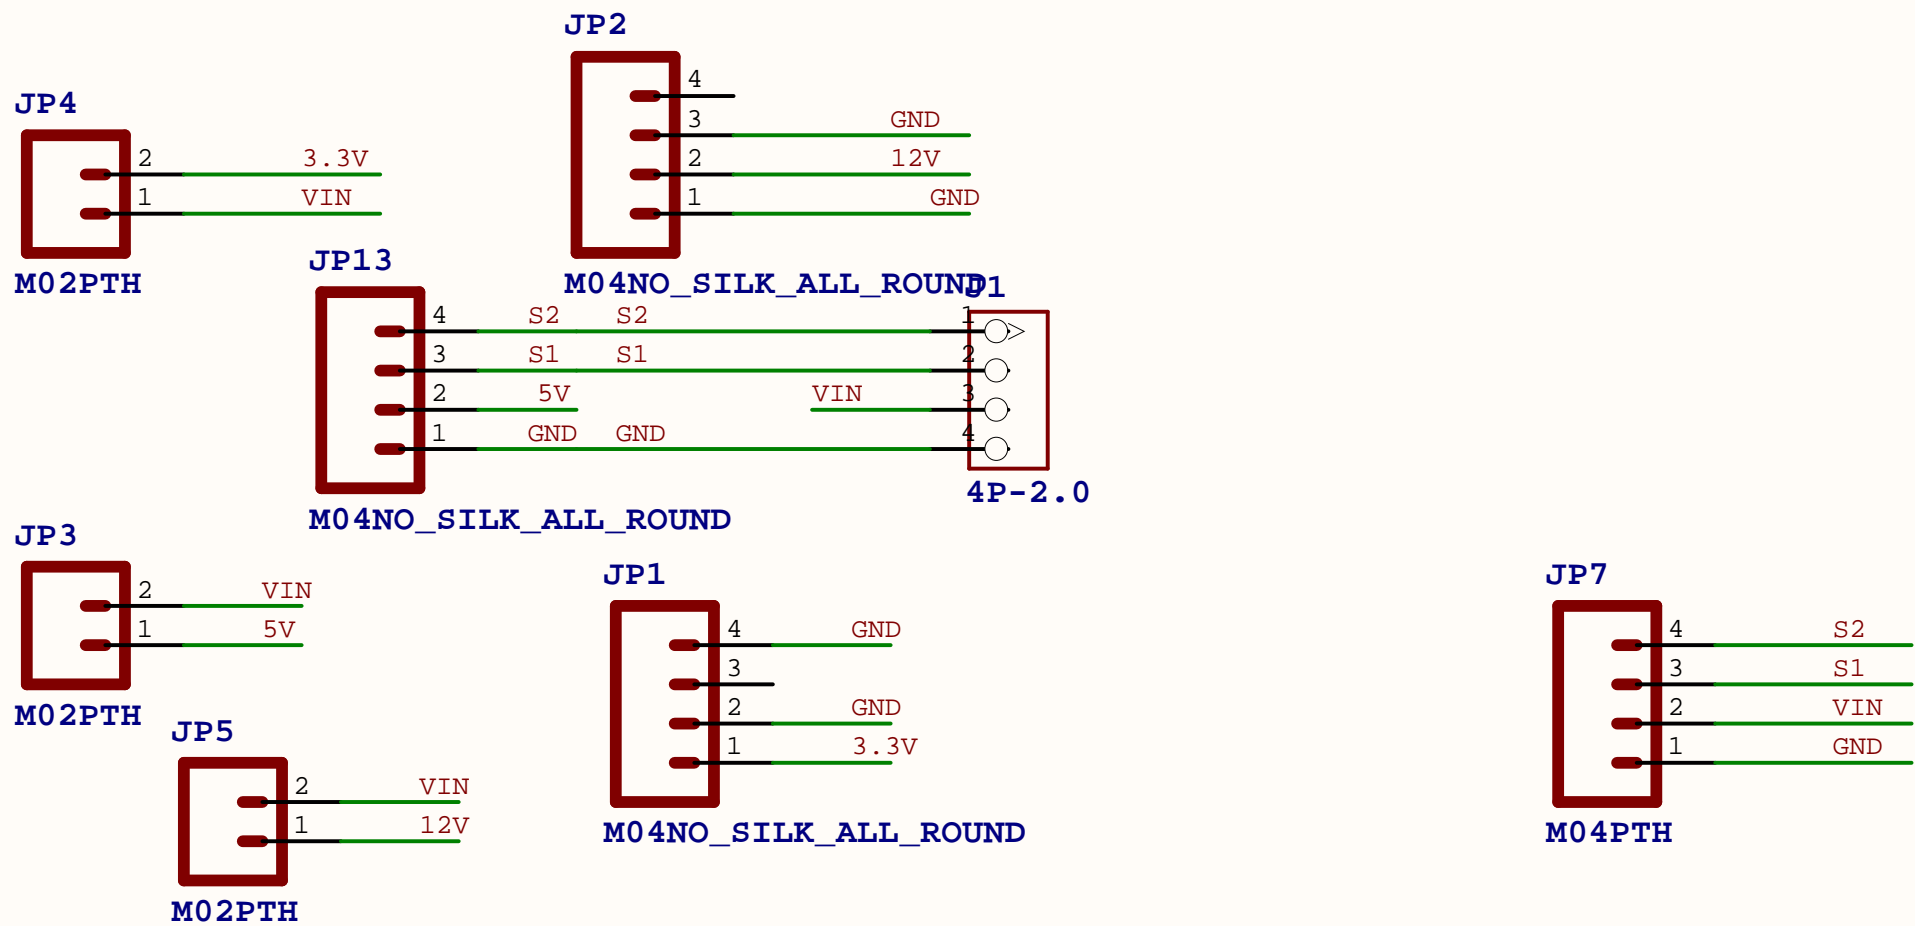 JP2
4
3 GND
2 12V
1 GND
M04NO_SILK_ALL_ROUND
JP4
2 3.3V
1 VIN
M02PTH
JP13
4 S2 S2
3 S1 S1
2 5V
1 GND GND
M04NO_SILK_ALL_ROUND
J1
1
2
VIN 3
4
4P-2.0
JP3
2 VIN
1 5V
M02PTH
JP5
2 VIN
1 12V
M02PTH
JP1
4 GND
3
2 GND
1 3.3V
M04NO_SILK_ALL_ROUND
JP7
4 S2
3 S1
2 VIN
1 GND
M04PTH